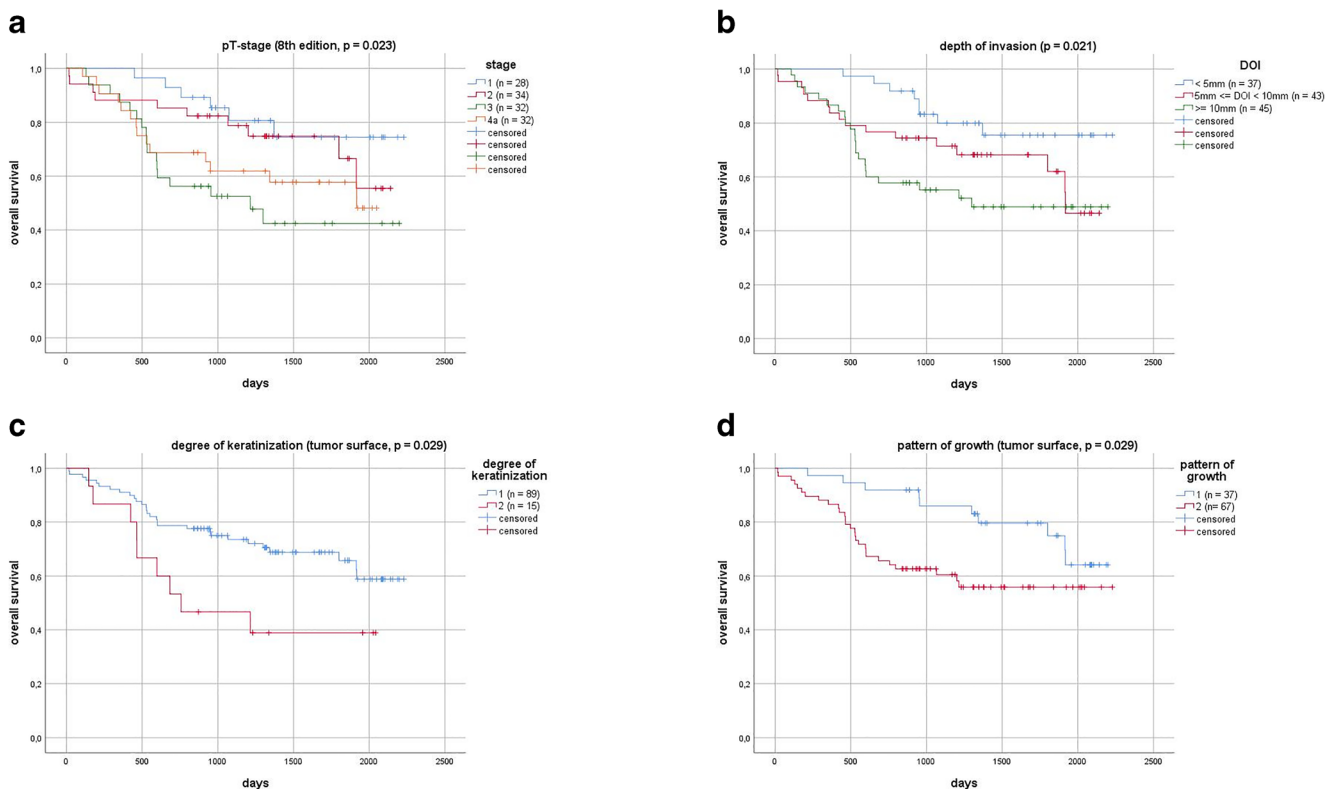 a
pT-stage (8th edition, p = 0.023)
overall survival
1,0
0,8
0,6
0,4
0,2
0,0
0 500 1000 1500 2000 2500
days
stage
1 (n = 28)
2 (n = 34)
3 (n = 32)
4a (n = 32)
censored
censored
censored
censored
b
depth of invasion (p = 0.021)
overall survival
1,0
0,8
0,6
0,4
0,2
0,0
0 500 1000 1500 2000 2500
days
DOI
< 5mm (n = 37)
5mm <= DOI < 10mm (n = 43)
>= 10mm (n = 45)
censored
censored
censored
c
degree of keratinization (tumor surface, p = 0.029)
overall survival
1,0
0,8
0,6
0,4
0,2
0,0
0 500 1000 1500 2000 2500
days
degree of
keratinization
1 (n = 89)
2 (n = 15)
censored
censored
d
pattern of growth (tumor surface, p = 0.029)
overall survival
1,0
0,8
0,6
0,4
0,2
0,0
0 500 1000 1500 2000 2500
days
pattern of
growth
1 (n = 37)
2 (n= 67)
censored
censored